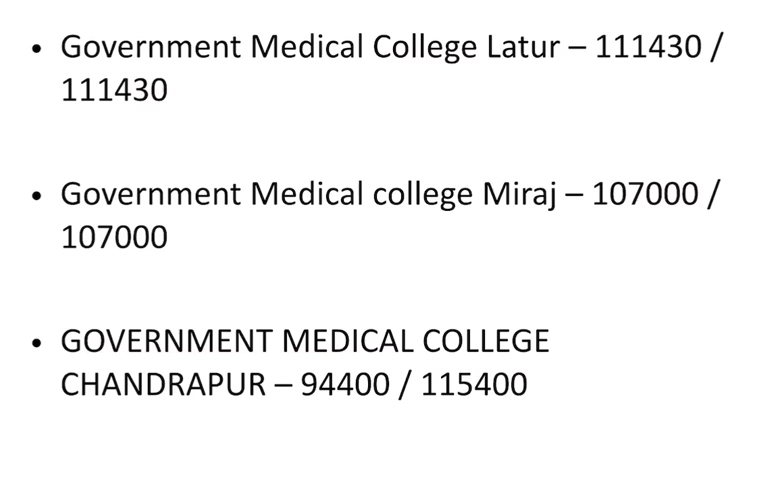 • Government Medical College Latur – 111430 /
111430
• Government Medical college Miraj – 107000 /
107000
• GOVERNMENT MEDICAL COLLEGE
CHANDRAPUR – 94400 / 115400